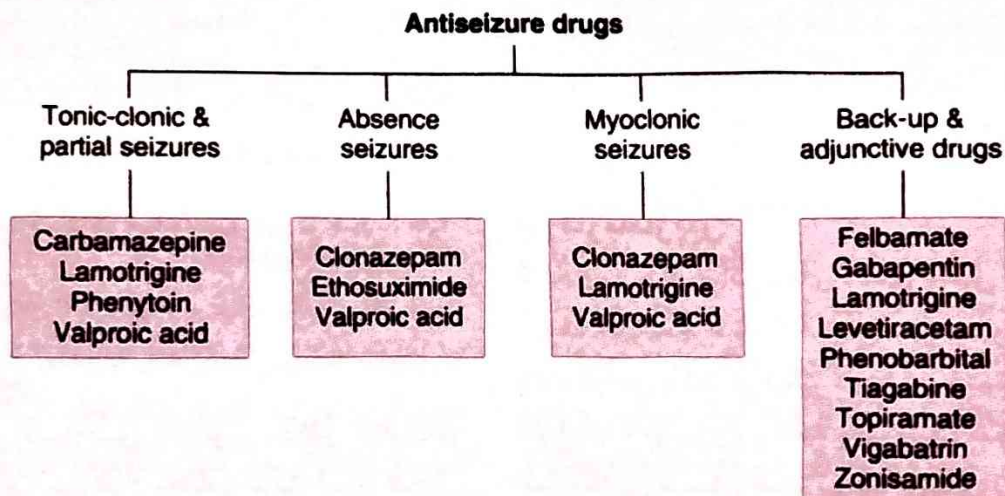 Antiseizure drugs
Tonic-clonic &
partial seizures
Carbamazepine
Lamotrigine
Phenytoin
Valproic acid
Absence
seizures
Clonazepam
Ethosuximide
Valproic acid
Myoclonic
seizures
Clonazepam
Lamotrigine
Valproic acid
Back-up &
adjunctive drugs
Felbamate
Gabapentin
Lamotrigine
Levetiracetam
Phenobarbital
Tiagabine
Topiramate
Vigabatrin
Zonisamide